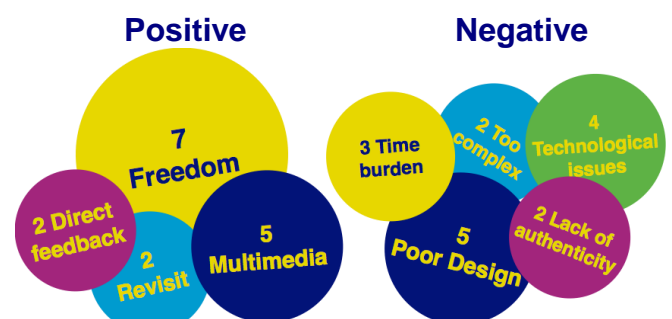 Positive
7
Freedom
2 Direct
feedback
2
Revisit
5
Multimedia
Negative
3 Time
burden
2 Too
complex
4
Technological
issues
5
Poor Design
2 Lack of
authenticity